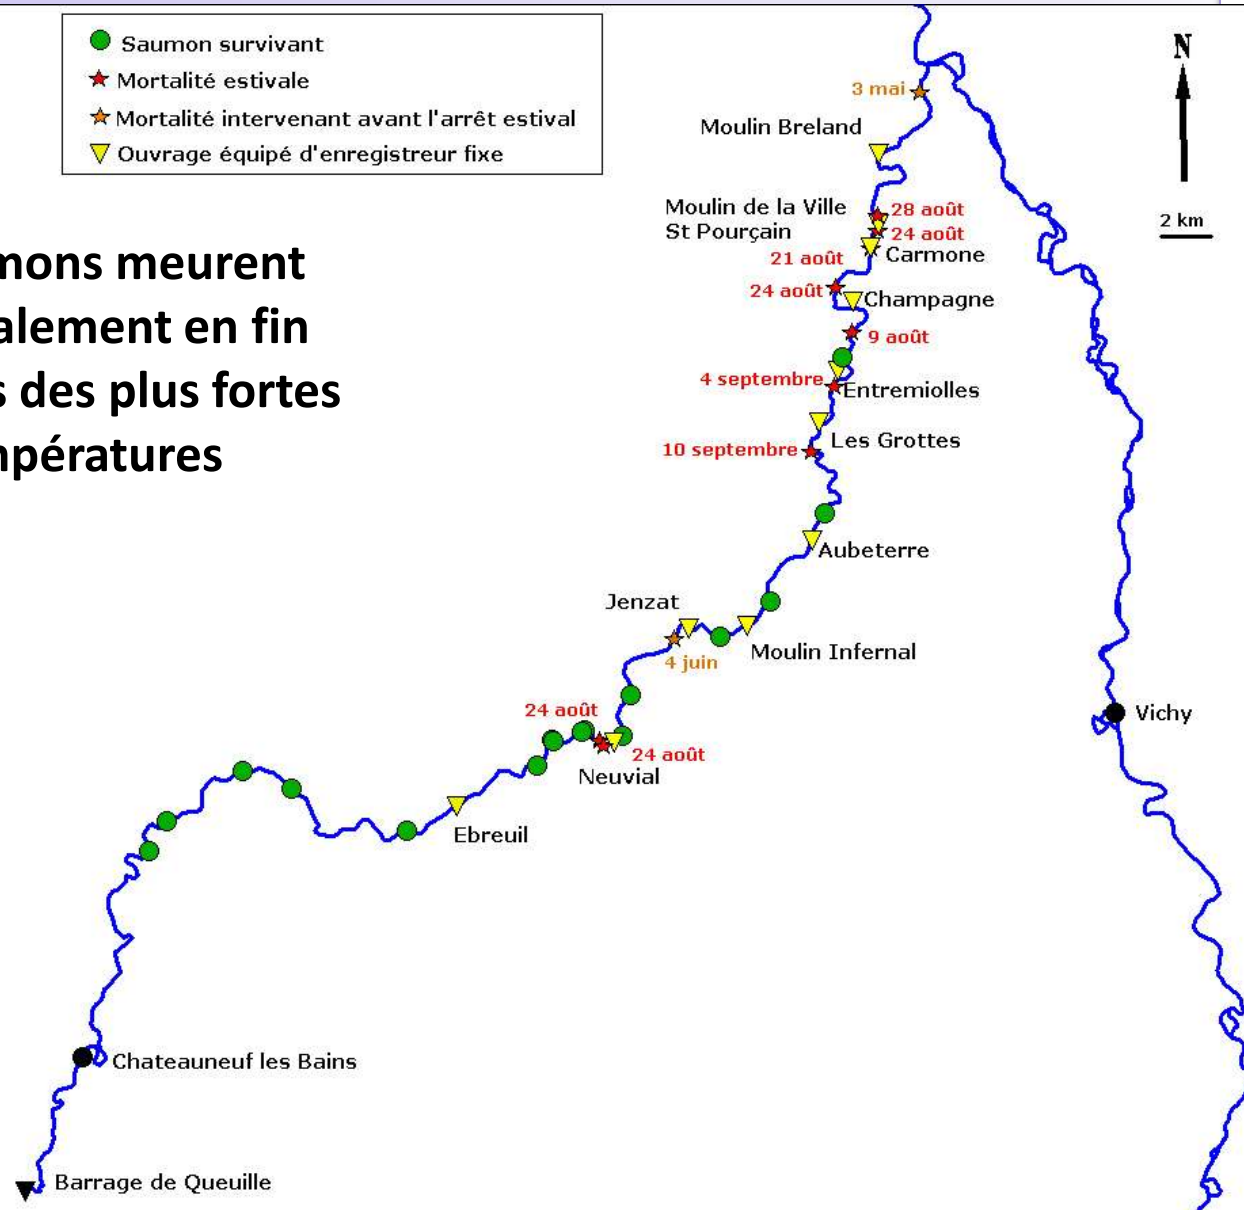 Saumon survivant
Mortalité estivale
Mortalité intervenant avant l'arrêt estival
Ouvrage équipé d'enregistreur fixe
N
2 km
mons meurent
alement en fin
s des plus fortes
npératures
3 mai
Moulin Breland
Moulin de la Ville
St Pourçain
28 août
24 août
Carmone
21 août
24 août
Champagne
9 août
4 septembre
Entremiolles
Les Grottes
10 septembre
Aubeterre
Jenzat
Moulin Infernal
4 juin
24 août
24 août
Neuvial
Vichy
Ebreuil
Chateauneuf les Bains
Barrage de Queuille